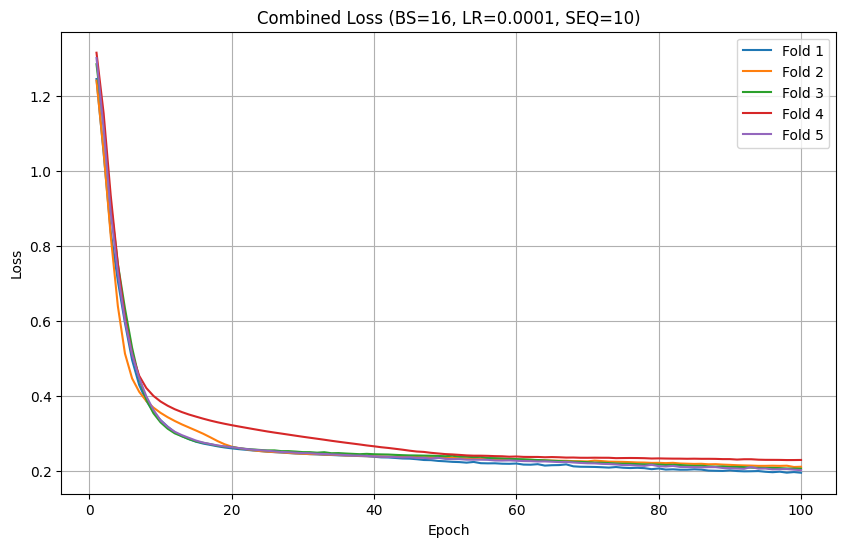 Combined Loss (BS=16, LR=0.0001, SEQ=10)
Fold 1
Fold 2
Fold 3
Fold 4
Fold 5
Loss
1.2
1.0
0.8
0.6
0.4
0.2
0
20
40
60
80
100
Epoch